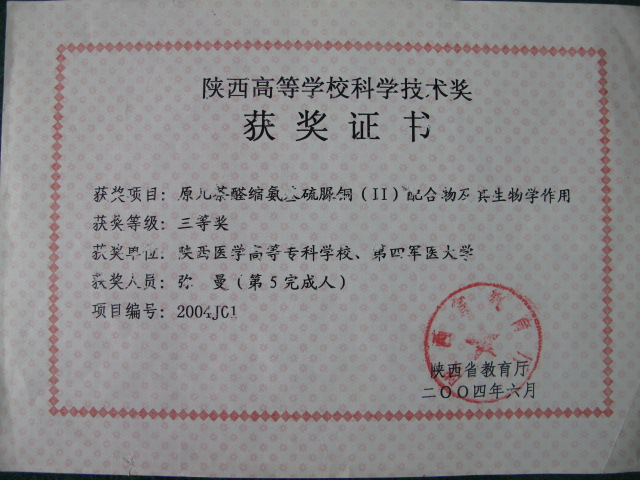 陕西高等学校科学技术奖
获奖证书
获奖项目：原儿茶醛缩氨基硫脲铜（II）配合物及其生物学作用
获奖等级：三等奖
获奖单位：陕西医学高等专科学校、第四军医大学
获奖人员：张 曼（第5完成人）
项目编号：2004JC1
陕西省教育厅
二〇〇四年六月